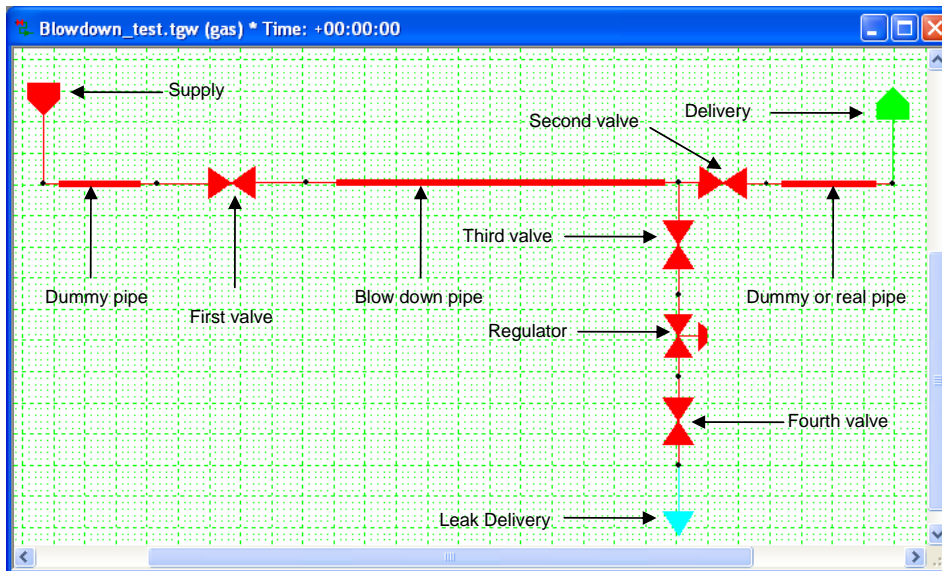 Blowdown_test.tgw (gas) * Time: +00:00:00
Supply
Delivery
Second valve
Third valve
Dummy pipe
Blow down pipe
Dummy or real pipe
First valve
Regulator
Fourth valve
Leak Delivery